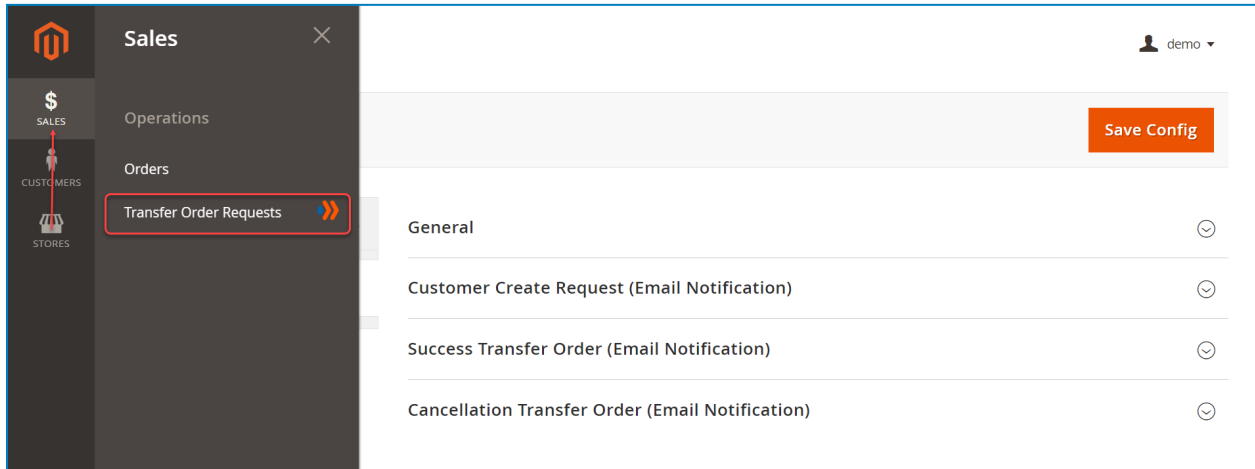 Sales
demo
$
SALES
Operations
Save Config
Orders
CUSTOMERS
Transfer Order Requests
STORES
General
Customer Create Request (Email Notification)
Success Transfer Order (Email Notification)
Cancellation Transfer Order (Email Notification)